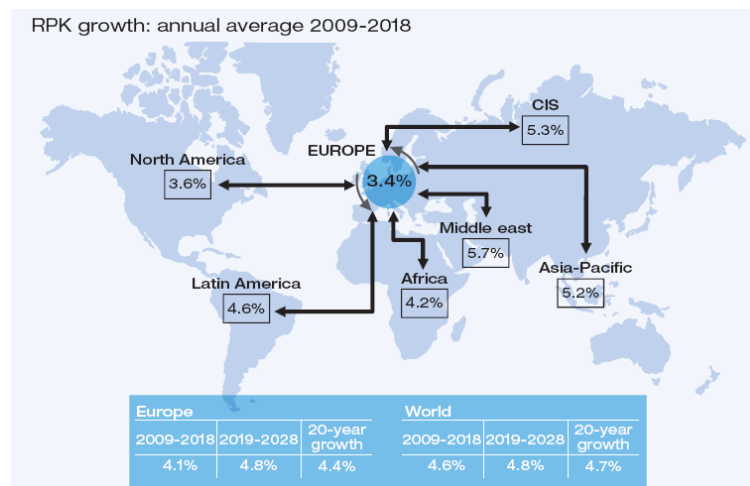 RPK growth: annual average 2009-2018
CIS
5.3%
EUROPE
North America
3.6%
3.4%
Middle east
5.7%
Asia-Pacific
5.2%
Latin America
4.6%
Africa
4.2%
Europe
2009-2018 2019-2028 20-year growth
4.1% 4.8% 4.4%
World
2009-2018 2019-2028 20-year growth
4.6% 4.8% 4.7%